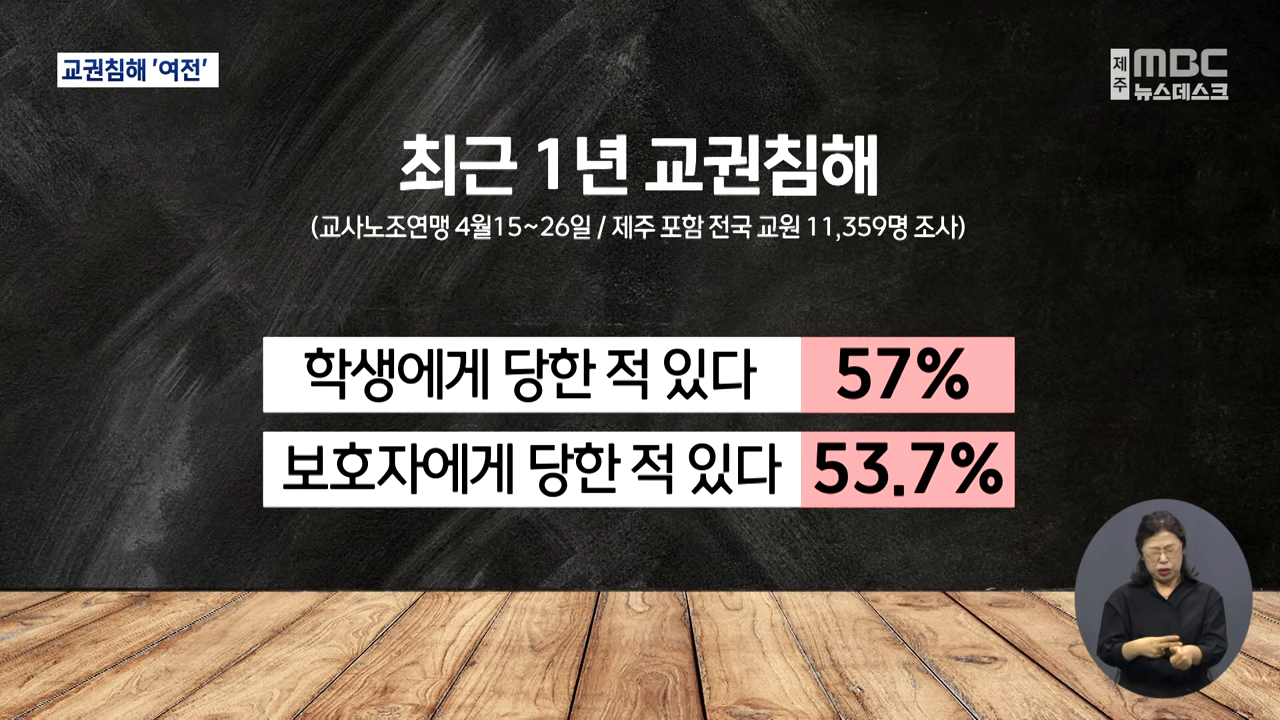 교권침해 '여전'
제주 MBC
뉴스데스크
최근 1년 교권침해
(교사노조연맹 4월15~26일 / 제주 포함 전국 교원 11,359명 조사)
학생에게 당한 적 있다 57%
보호자에게 당한 적 있다 53.7%